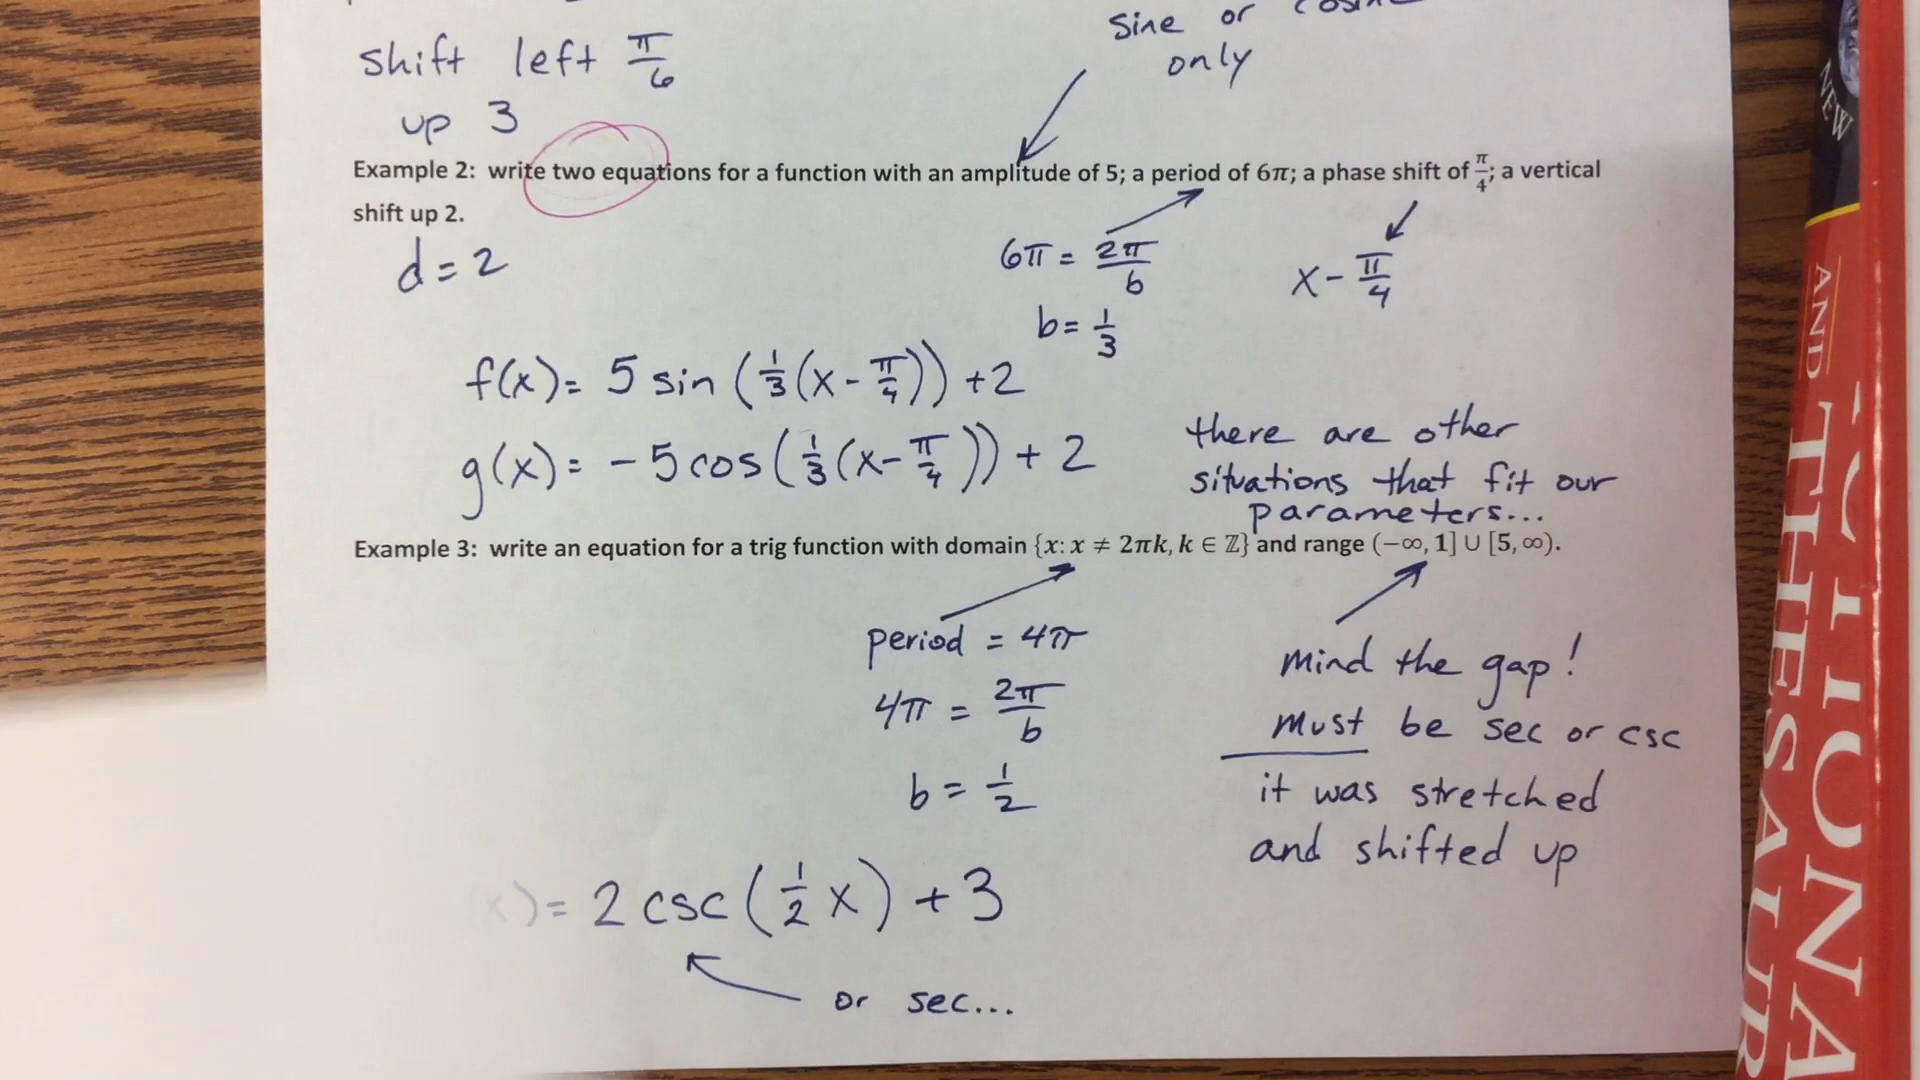 sine or cosine
shift left π/6
only
up 3
Example 2: write two equations for a function with an amplitude of 5; a period of 6π; a phase shift of π/4; a vertical
shift up 2.
d = 2
6π = 2π/b
x - π/4
b = 1/3
f(x) = 5 sin (1/3(x - π/4)) + 2
g(x) = -5 cos (1/3(x - π/4)) + 2
there are other
situations that fit our
parameters...
Example 3: write an equation for a trig function with domain {x: x ≠ 2πk, k ∈ ℤ} and range (-∞, 1] ∪ [5, ∞).
period = 4π
4π = 2π/b
b = 1/2
mind the gap!
must be sec or csc
it was stretched
and shifted up
x) = 2 csc (1/2 x) + 3
or sec...
NEW
AND
THESAUR